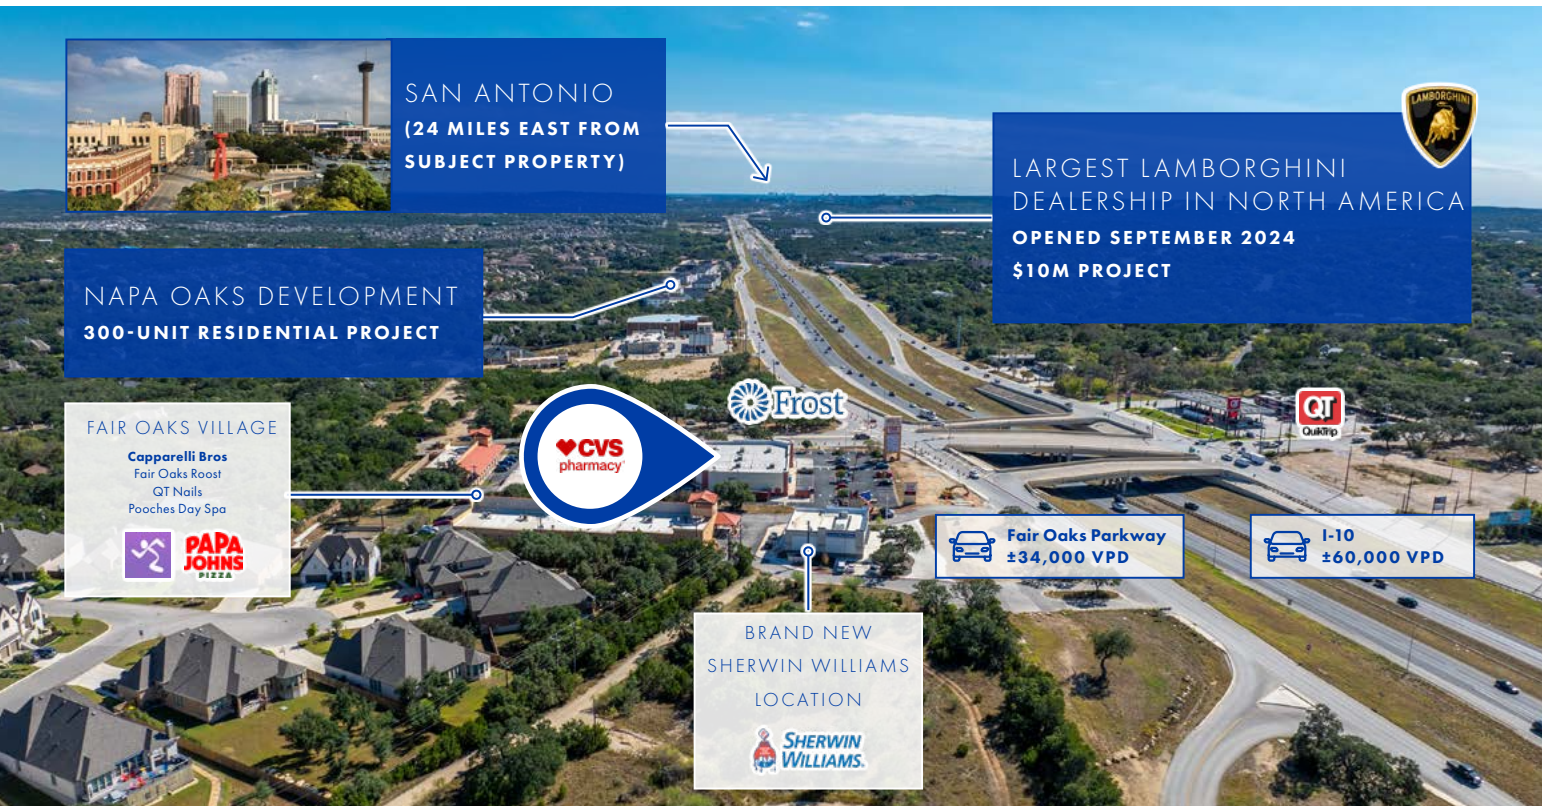 SAN ANTONIO
(24 MILES EAST FROM
SUBJECT PROPERTY)
LAMBORGHINI
LARGEST LAMBORGHINI
DEALERSHIP IN NORTH AMERICA
OPENED SEPTEMBER 2024
$10M PROJECT
NAPA OAKS DEVELOPMENT
300-UNIT RESIDENTIAL PROJECT
Frost
QT
QuikTrip
CVS
pharmacy
FAIR OAKS VILLAGE
Capparelli Bros
Fair Oaks Roost
QT Nails
Pooches Day Spa
PAPA
JOHNS
PIZZA
Fair Oaks Parkway
±34,000 VPD
I-10
±60,000 VPD
BRAND NEW
SHERWIN WILLIAMS
LOCATION
SHERWIN
WILLIAMS.